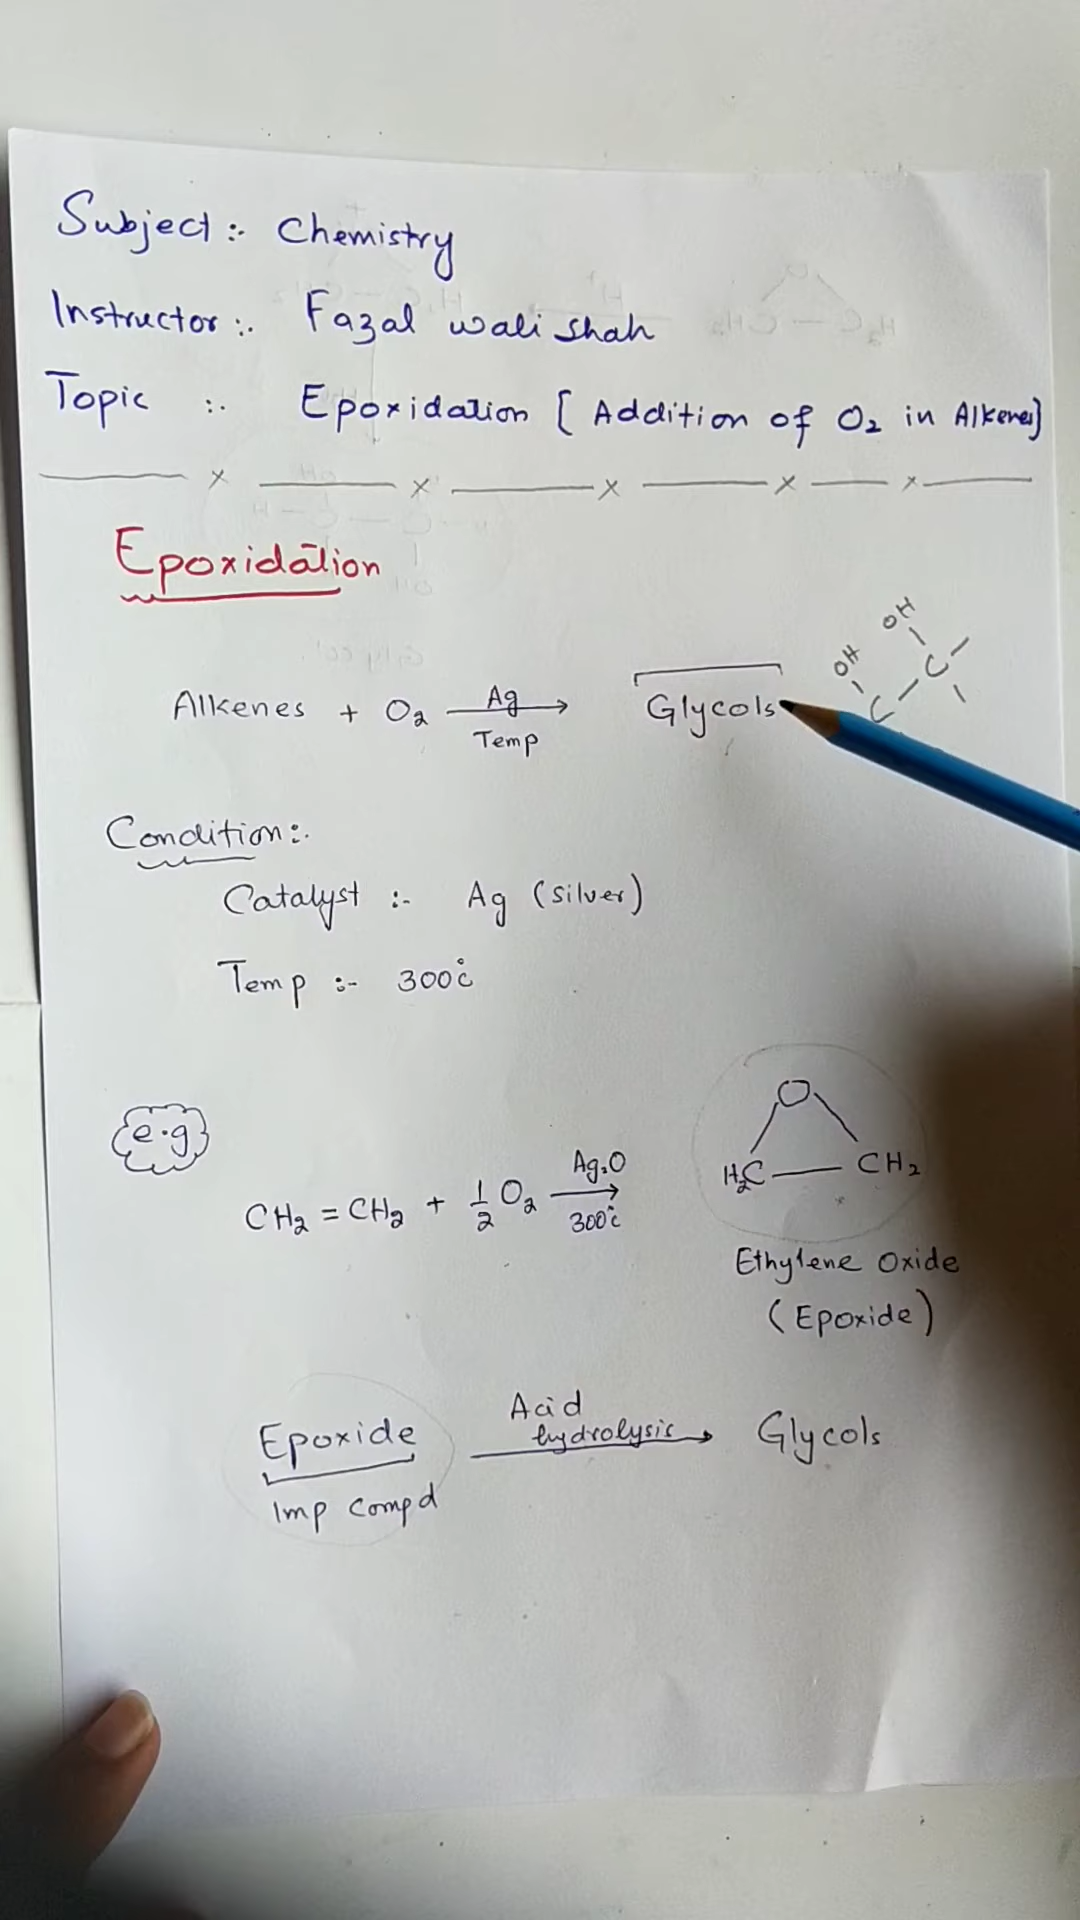 Subject:- Chemistry
Instructor:. Fazal wali shah
Topic :. Epoxidation [ Addition of O₂ in Alkenes]
Epoxidation
Alkenes + O₂ Ag Temp → Glycols
OH OH
C C
Condition:.
Catalyst :- Ag (silver)
Temp :- 300°c
e.g
CH₂ = CH₂ + 1/2 O₂ Ag₂O 300°c →
O
H₂C — CH₂
Ethylene Oxide
(Epoxide)
Epoxide Acid hydrolysis → Glycols
Imp compd